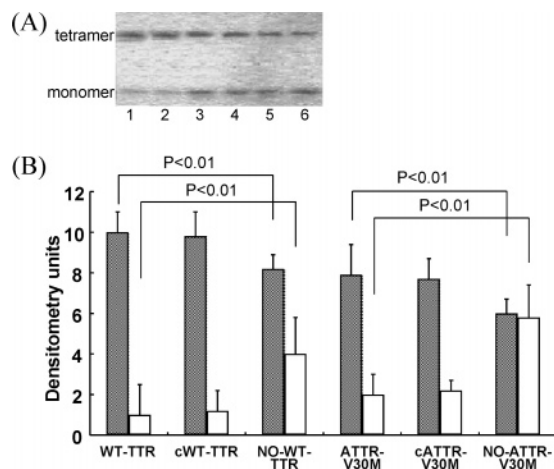 (A)
tetramer
monomer
1 2 3 4 5 6
(B)
P<0.01
P<0.01
P<0.01
P<0.01
Densitometry units
12
10
8
6
4
2
0
WT-TTR cWT-TTR NO-WT-TTR ATTR-V30M cATTR-V30M NO-ATTR-V30M